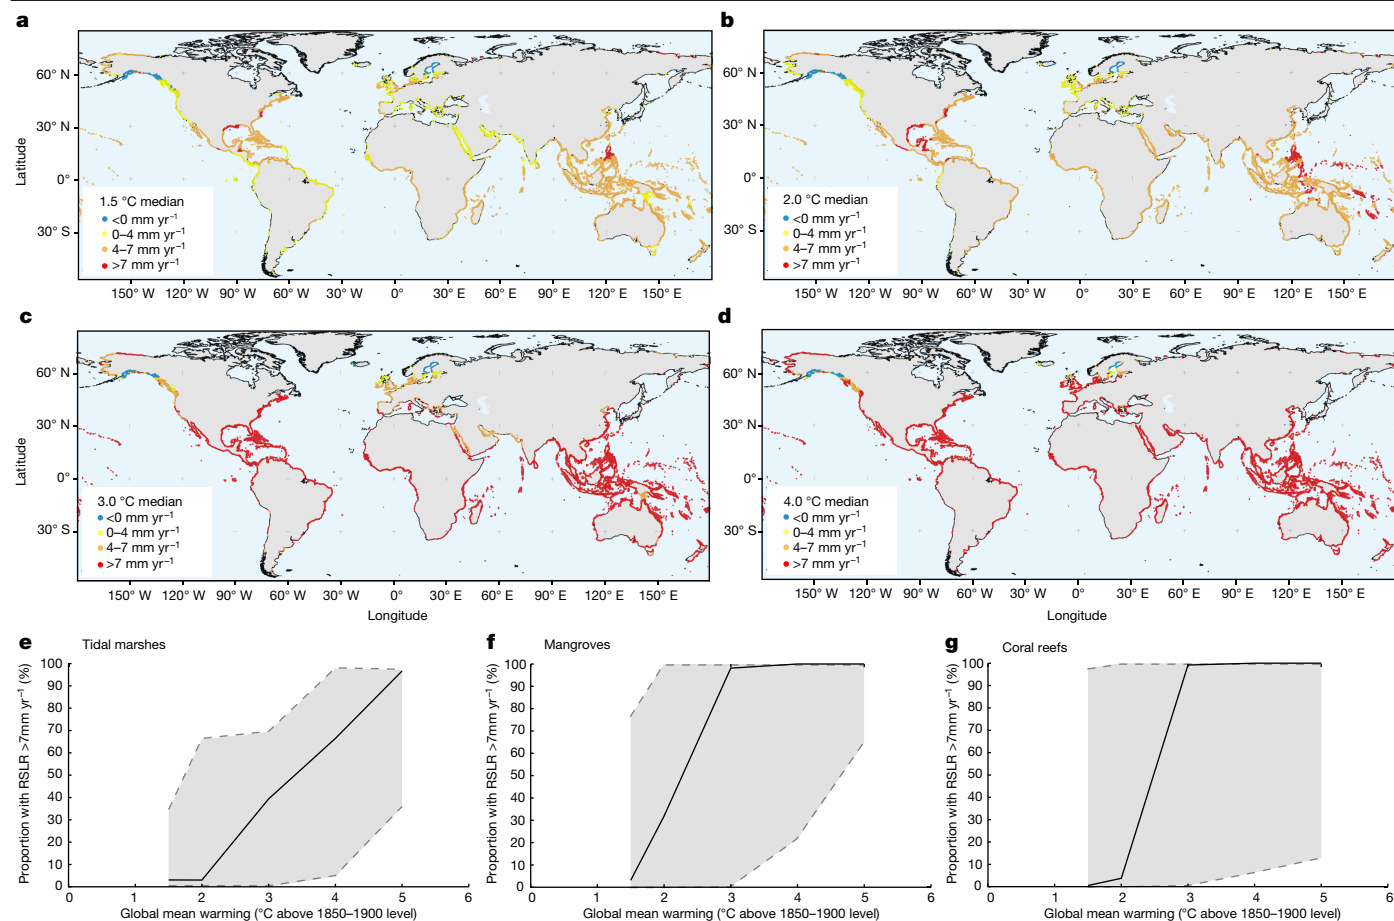 a
60° N
30° N
0°
30° S
Latitude
1.5 °C median
<0 mm yr⁻¹
0–4 mm yr⁻¹
4–7 mm yr⁻¹
>7 mm yr⁻¹
150° W 120° W 90° W 60° W 30° W 0° 30° E 60° E 90° E 120° E 150° E
b
60° N
30° N
0°
30° S
2.0 °C median
<0 mm yr⁻¹
0–4 mm yr⁻¹
4–7 mm yr⁻¹
>7 mm yr⁻¹
150° W 120° W 90° W 60° W 30° W 0° 30° E 60° E 90° E 120° E 150° E
c
60° N
30° N
0°
30° S
Latitude
3.0 °C median
<0 mm yr⁻¹
0–4 mm yr⁻¹
4–7 mm yr⁻¹
>7 mm yr⁻¹
150° W 120° W 90° W 60° W 30° W 0° 30° E 60° E 90° E 120° E 150° E
Longitude
d
60° N
30° N
0°
30° S
4.0 °C median
<0 mm yr⁻¹
0–4 mm yr⁻¹
4–7 mm yr⁻¹
>7 mm yr⁻¹
150° W 120° W 90° W 60° W 30° W 0° 30° E 60° E 90° E 120° E 150° E
Longitude
e
Tidal marshes
Proportion with RSLR >7mm yr⁻¹ (%)
100
90
80
70
60
50
40
30
20
10
0
0 1 2 3 4 5 6
Global mean warming (°C above 1850–1900 level)
f
Mangroves
Proportion with RSLR >7mm yr⁻¹ (%)
100
90
80
70
60
50
40
30
20
10
0
0 1 2 3 4 5 6
Global mean warming (°C above 1850–1900 level)
g
Coral reefs
Proportion with RSLR >7mm yr⁻¹ (%)
100
90
80
70
60
50
40
30
20
10
0
0 1 2 3 4 5 6
Global mean warming (°C above 1850–1900 level)